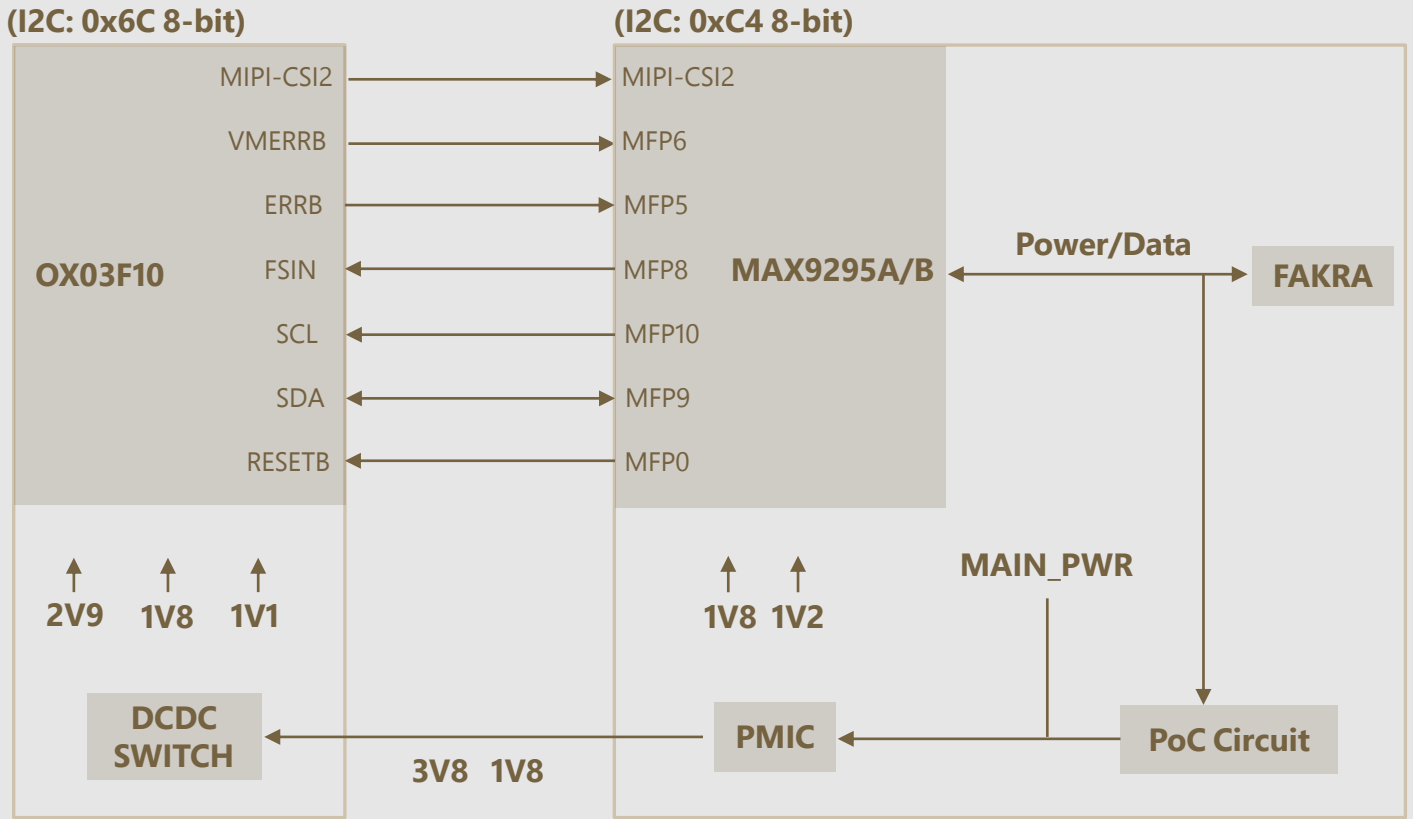 (I2C: 0x6C 8-bit)
(I2C: 0xC4 8-bit)
MIPI-CSI2
MIPI-CSI2
VMERRB
MFP6
ERRB
MFP5
Power/Data
OX03F10
FSIN
MFP8
MAX9295A/B
FAKRA
SCL
MFP10
SDA
MFP9
RESETB
MFP0
MAIN_PWR
2V9
1V8
1V1
1V8
1V2
DCDC
SWITCH
PMIC
PoC Circuit
3V8
1V8